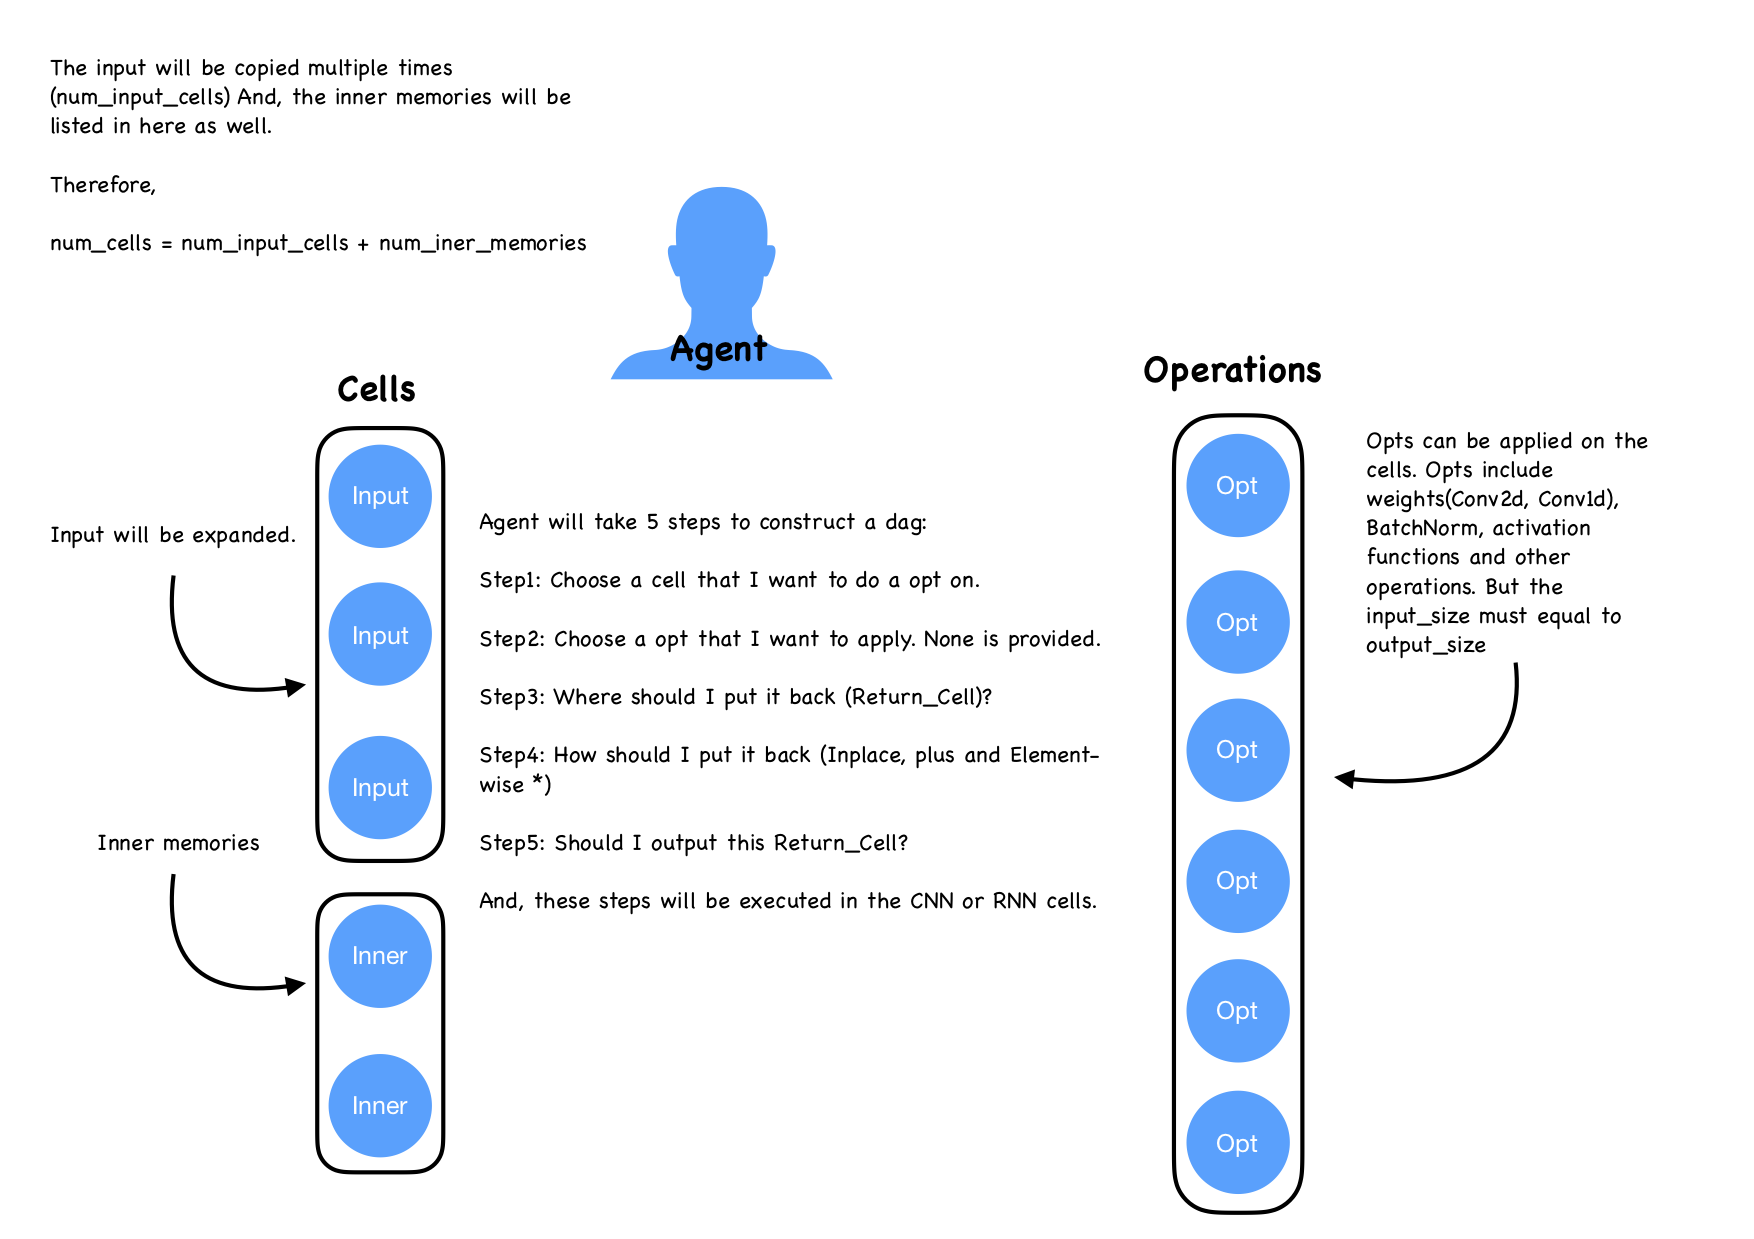 The input will be copied multiple times
(num_input_cells) And, the inner memories will be
listed in here as well.
Therefore,
num_cells = num_input_cells + num_iner_memories
Agent
Cells
Operations
Input
Input
Input
Input will be expanded.
Inner memories
Inner
Inner
Agent will take 5 steps to construct a dag:
Step1: Choose a cell that I want to do a opt on.
Step2: Choose a opt that I want to apply. None is provided.
Step3: Where should I put it back (Return_Cell)?
Step4: How should I put it back (Inplace, plus and Element-
wise *)
Step5: Should I output this Return_Cell?
And, these steps will be executed in the CNN or RNN cells.
Opt
Opt
Opt
Opt
Opt
Opt
Opts can be applied on the
cells. Opts include
weights(Conv2d, Conv1d),
BatchNorm, activation
functions and other
operations. But the
input_size must equal to
output_size